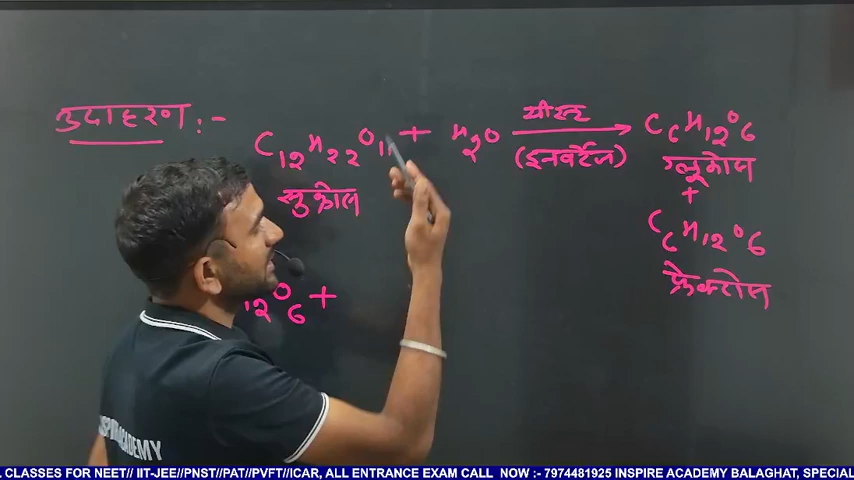 उदाहरण :-
C12H22O11 + H2O यीस्ट (इनवर्टेज) → C6H12O6
सुक्रोस ग्लूकोस
+
C6H12O6
फ्रेक्टोस
12O6 +
ACADEMY
L CLASSES FOR NEET// IIT-JEE//PNST//PAT//PVFT//ICAR, ALL ENTRANCE EXAM CALL NOW :- 7974481925 INSPIRE ACADEMY BALAGHAT, SPECIAL